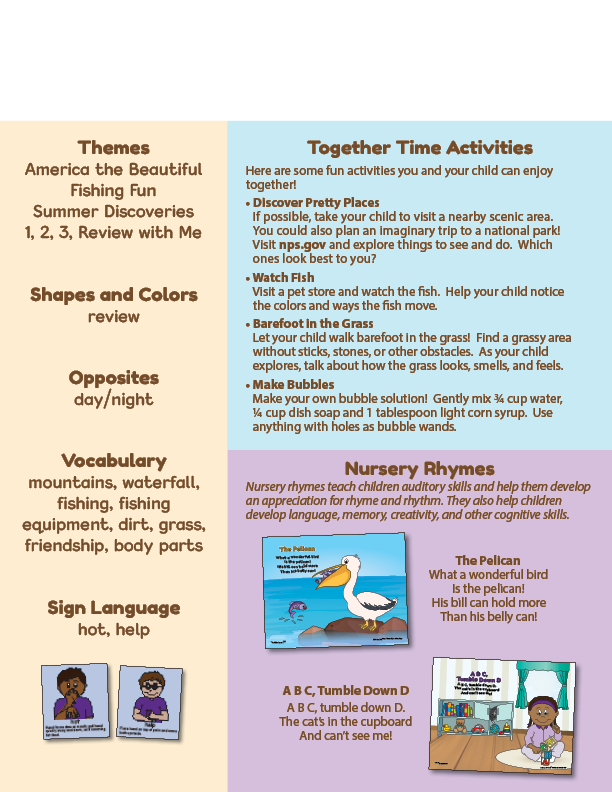 Themes
America the Beautiful
Fishing Fun
Summer Discoveries
1, 2, 3, Review with Me
Shapes and Colors
review
Opposites
day/night
Vocabulary
mountains, waterfall,
fishing, fishing
equipment, dirt, grass,
friendship, body parts
Sign Language
hot, help
hot
help
Together Time Activities
Here are some fun activities you and your child can enjoy
together!
• Discover Pretty Places
If possible, take your child to visit a nearby scenic area.
You could also plan an imaginary trip to a national park!
Visit nps.gov and explore things to see and do. Which
ones look best to you?
• Watch Fish
Visit a pet store and watch the fish. Help your child notice
the colors and ways the fish move.
• Barefoot in the Grass
Let your child walk barefoot in the grass! Find a grassy area
without sticks, stones, or other obstacles. As your child
explores, talk about how the grass looks, smells, and feels.
• Make Bubbles
Make your own bubble solution! Gently mix ¾ cup water,
¼ cup dish soap and 1 tablespoon light corn syrup. Use
anything with holes as bubble wands.
Nursery Rhymes
Nursery rhymes teach children auditory skills and help them develop
an appreciation for rhyme and rhythm. They also help children
develop language, memory, creativity, and other cognitive skills.
The Pelican
What a wonderful bird
Is the pelican!
His bill can hold more
Than his belly can!
The Pelican
What a wonderful bird
Is the pelican!
His bill can hold more
Than his belly can!
A B C, Tumble Down D
A B C, tumble down D.
The cat's in the cupboard
And can't see me!
A B C,
Tumble Down D
A B C, tumble down D.
The cat's in the cupboard
And can't see me!